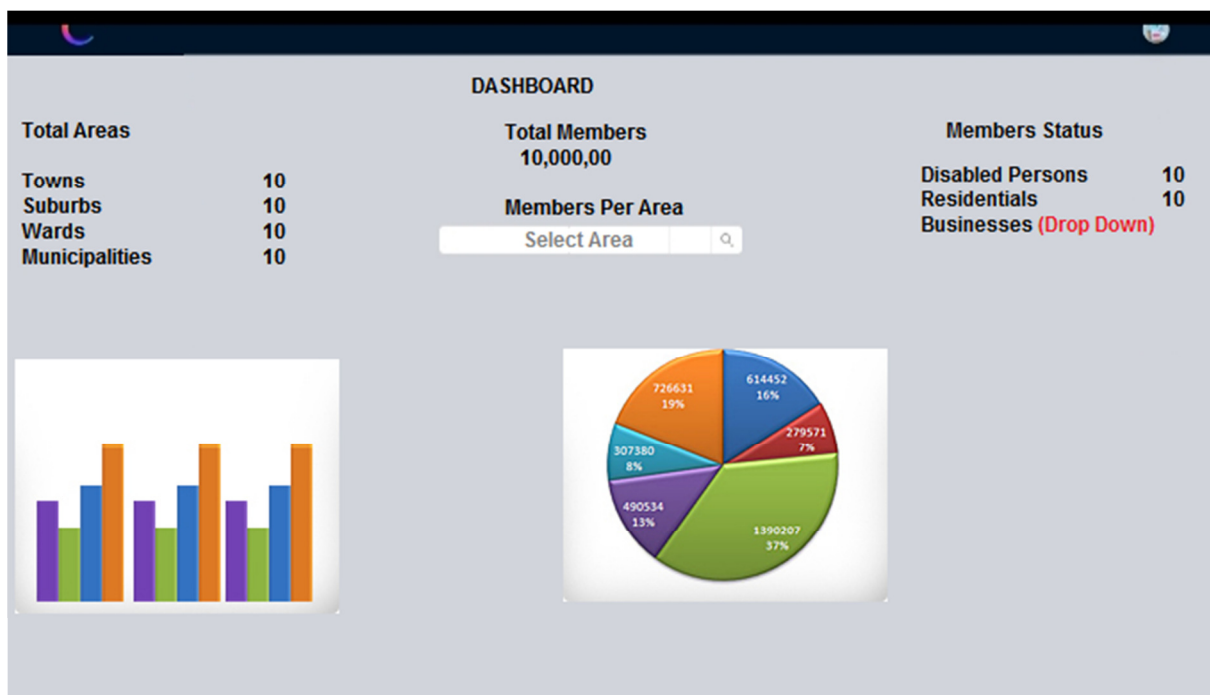 DASHBOARD
Total Areas
Towns 10
Suburbs 10
Wards 10
Municipalities 10
Total Members
10,000,00
Members Per Area
Select Area
Members Status
Disabled Persons 10
Residentials 10
Businesses (Drop Down)
726631
19%
614452
16%
279571
7%
307380
8%
490534
13%
1390207
37%